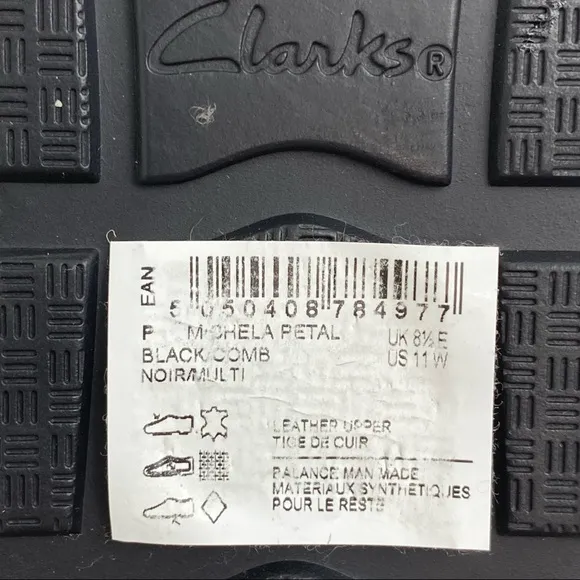 Clarks®
EAN
5 050408 784977
MICHELA PETAL UK 8½ E
BLACK/COMB US 11 W
NOIR/MULTI
LEATHER UPPER
TIGE DE CUIR
BALANCE MAN MADE
MATERIAUX SYNTHETIQUES
POUR LE RESTE